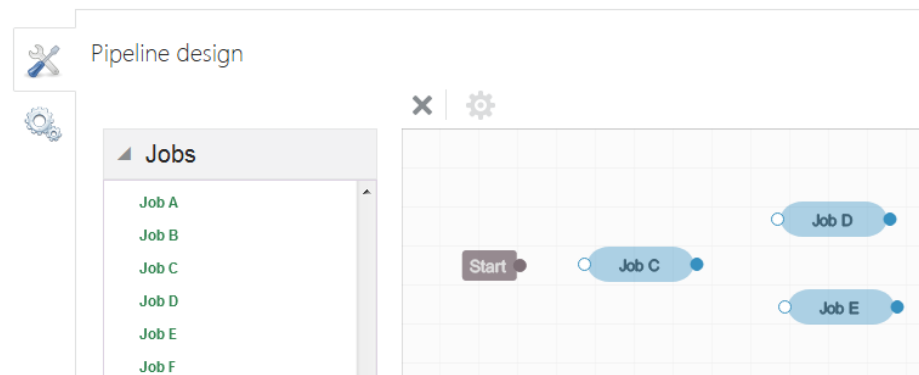 Pipeline design
Jobs
Job A
Job B
Job C
Job D
Job E
Job F
Start
Job C
Job D
Job E